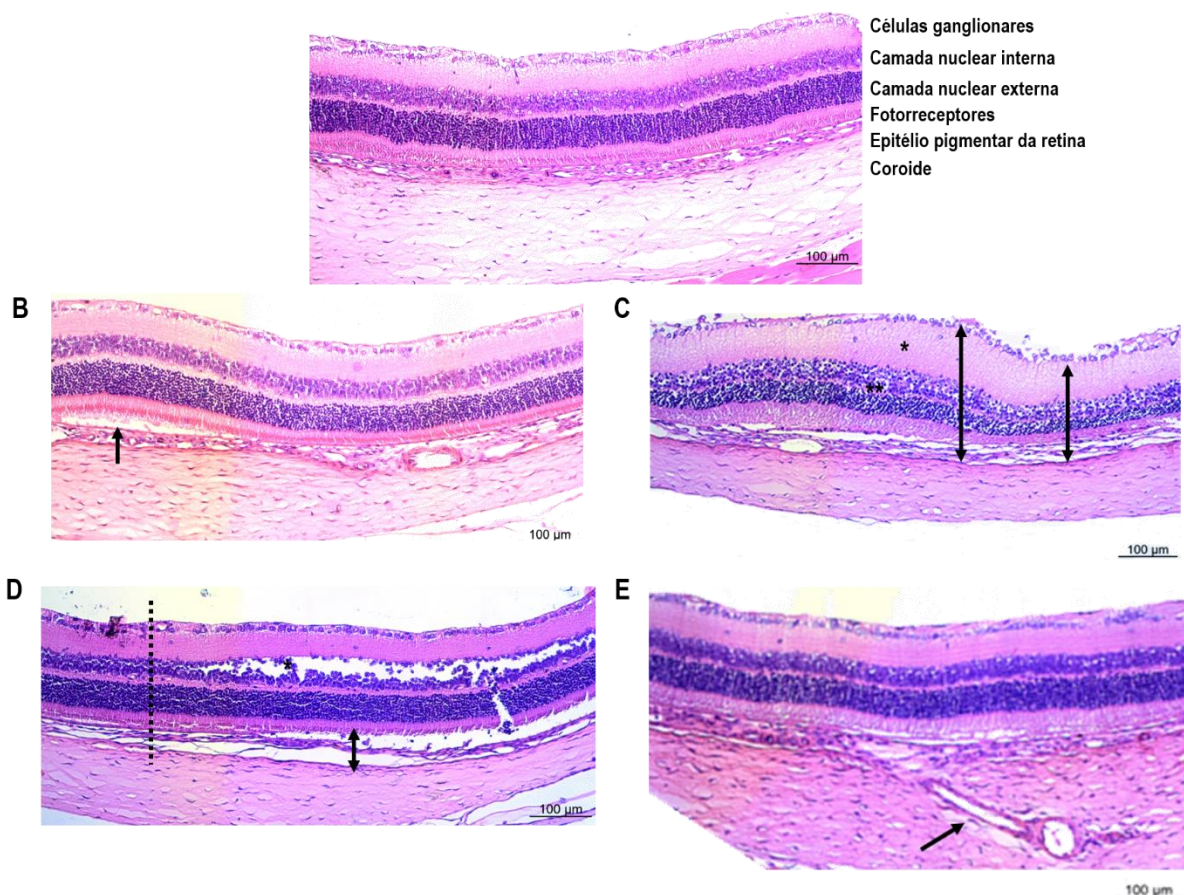 Células ganglionares
Camada nuclear interna
Camada nuclear externa
Fotorreceptores
Epitélio pigmentar da retina
Coroide
100 µm
B
C
*
**
100 µm
100 µm
D
E
*
100 µm
100 µm